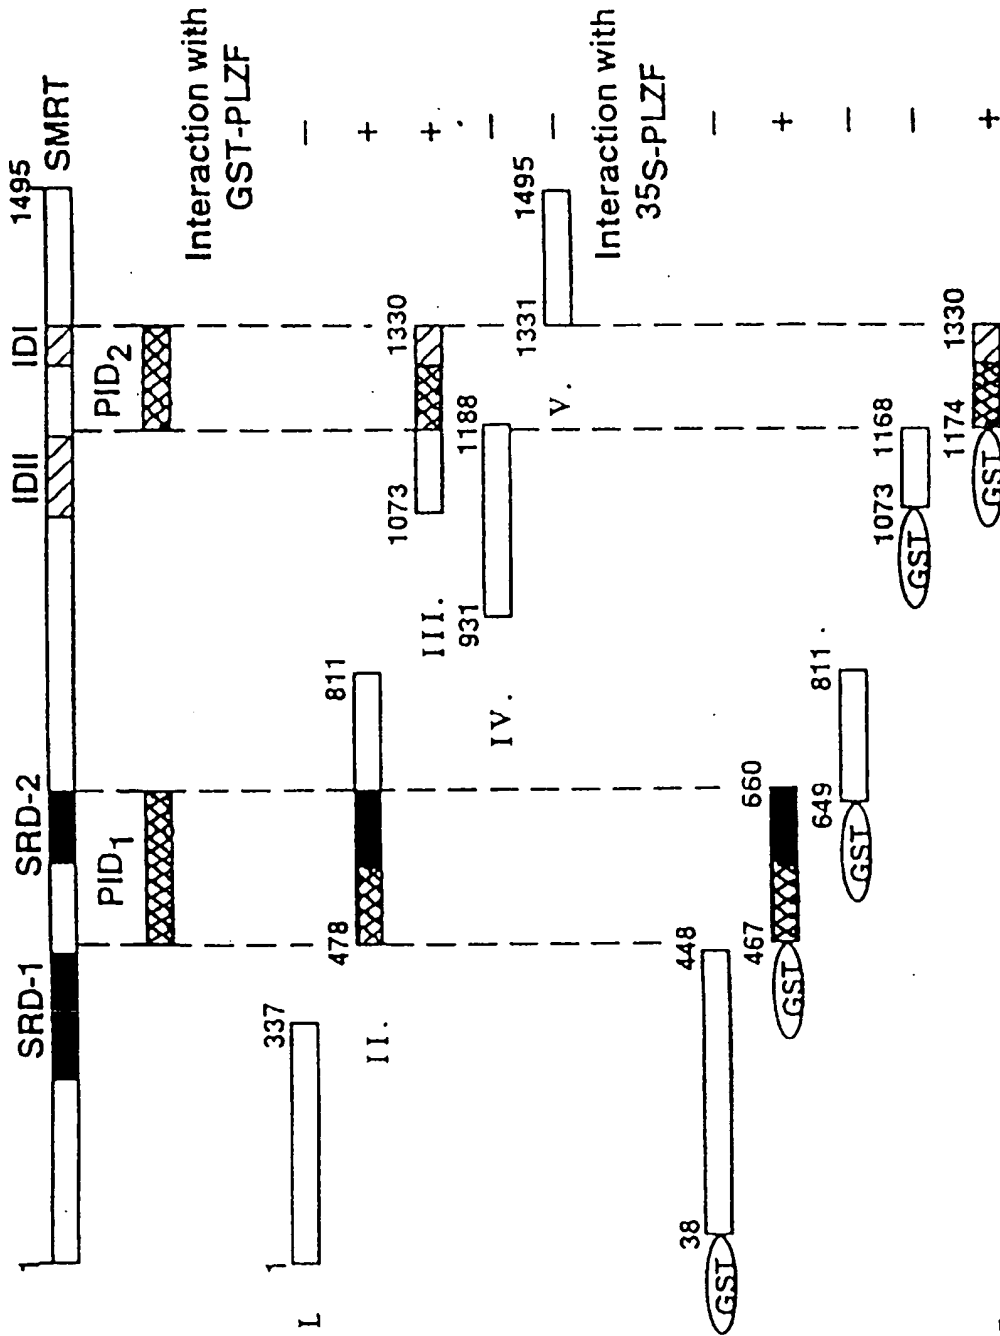 SRD-1 SRD-2 IDII IDI
1 1495 SMRT
PID1 PID2
Interaction with
GST-PLZF
I. 1 337 −
II. 478 811 +
III. 1073 1330 +
IV. 931 1188 −
V. 1331 1495 −
Interaction with
35S-PLZF
GST 38 448 −
GST 467 660 +
GST 649 811 −
GST 1073 1168 −
GST 1174 1330 +